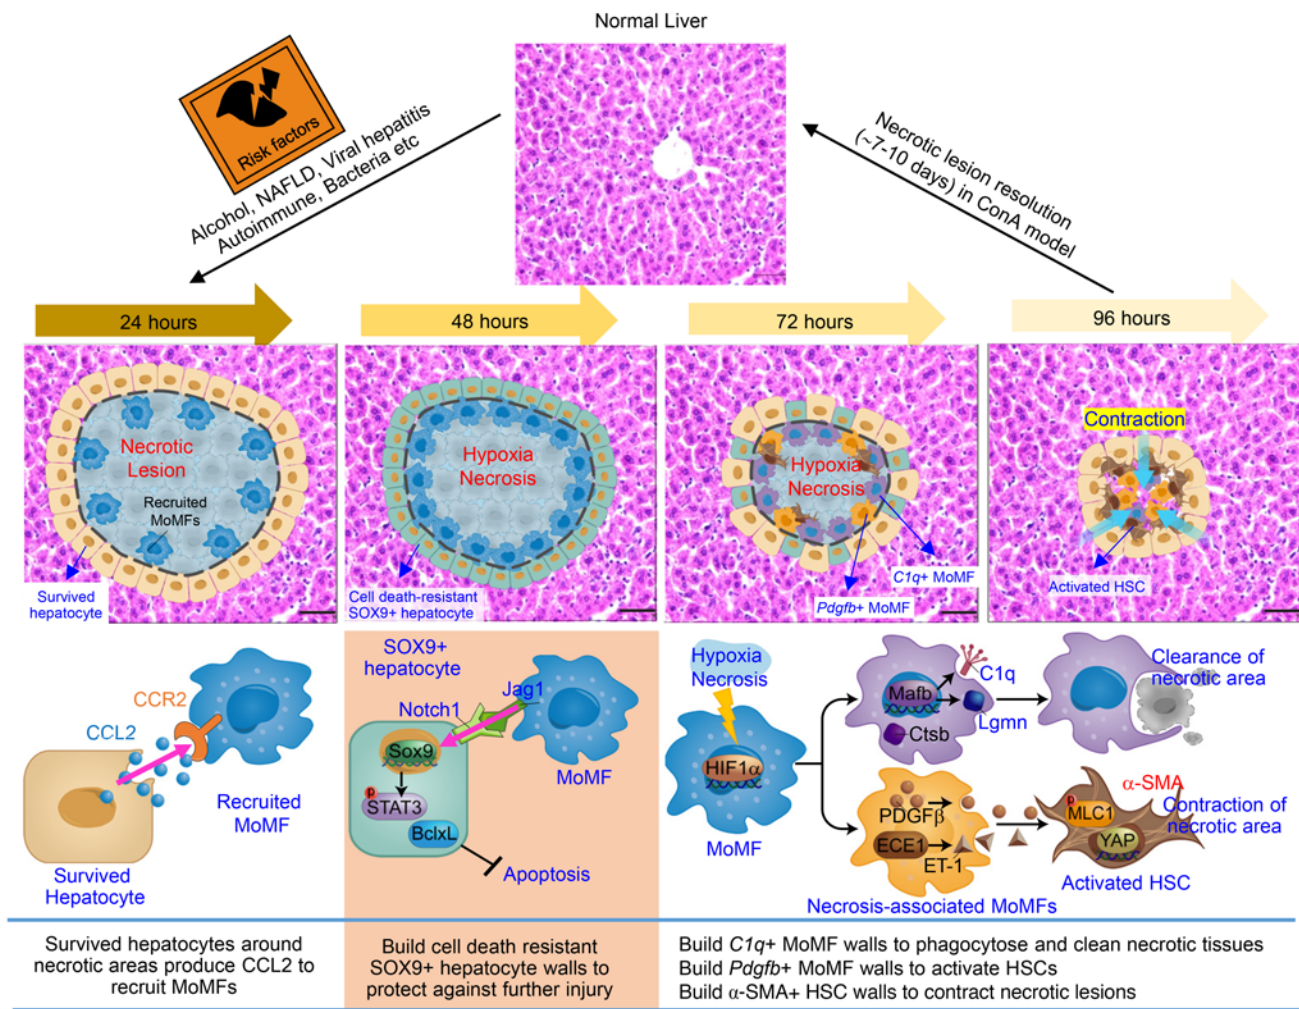 Normal Liver
Risk factors
Alcohol, NAFLD, Viral hepatitis
Autoimmune, Bacteria etc
Necrotic lesion resolution
(~7-10 days) in ConA
model
24 hours
48 hours
72 hours
96 hours
Necrotic
Lesion
Recruited
MoMFs
Survived
hepatocyte
Hypoxia
Necrosis
Cell death-resistant
SOX9+ hepatocyte
Hypoxia
Necrosis
C1q+ MoMF
Pdgfb+ MoMF
Contraction
Activated HSC
CCR2
CCL2
Recruited
MoMF
Survived
Hepatocyte
SOX9+
hepatocyte
Jag1
Notch1
Sox9
p
STAT3
BclxL
MoMF
Apoptosis
Hypoxia
Necrosis
HIF1α
MoMF
C1q
Mafb
Lgmn
Ctsb
Clearance of
necrotic area
PDGFβ
ECE1
ET-1
Necrosis-associated MoMFs
α-SMA
p
MLC1
YAP
Contraction of
necrotic area
Activated HSC
Survived hepatocytes around
necrotic areas produce CCL2 to
recruit MoMFs
Build cell death resistant
SOX9+ hepatocyte walls to
protect against further injury
Build C1q+ MoMF walls to phagocytose and clean necrotic tissues
Build Pdgfb+ MoMF walls to activate HSCs
Build α-SMA+ HSC walls to contract necrotic lesions